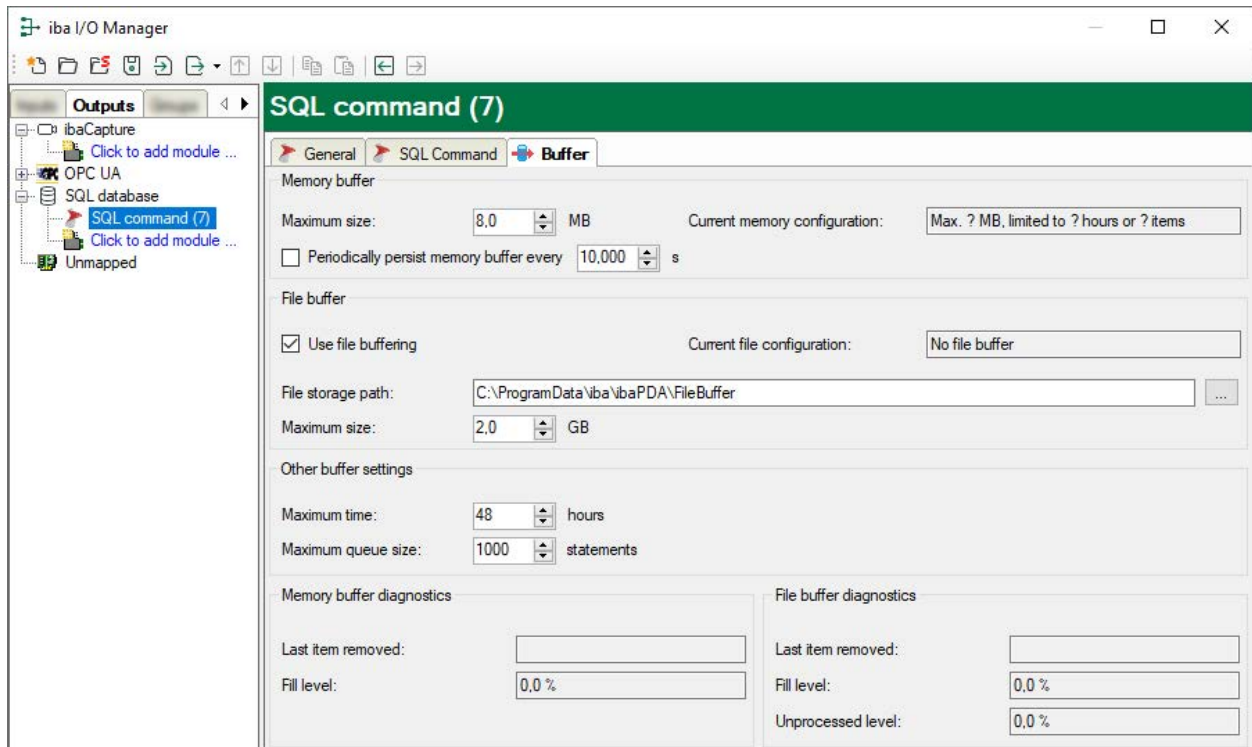 iba I/O Manager
Outputs
ibaCapture
Click to add module ...
OPC UA
SQL database
SQL command (7)
Click to add module ...
Unmapped
SQL command (7)
General SQL Command Buffer
Memory buffer
Maximum size: 8,0 MB Current memory configuration: Max. ? MB, limited to ? hours or ? items
Periodically persist memory buffer every 10,000 s
File buffer
Use file buffering Current file configuration: No file buffer
File storage path: C:\ProgramData\iba\ibaPDA\FileBuffer ...
Maximum size: 2,0 GB
Other buffer settings
Maximum time: 48 hours
Maximum queue size: 1000 statements
Memory buffer diagnostics
Last item removed:
Fill level: 0,0 %
File buffer diagnostics
Last item removed:
Fill level: 0,0 %
Unprocessed level: 0,0 %